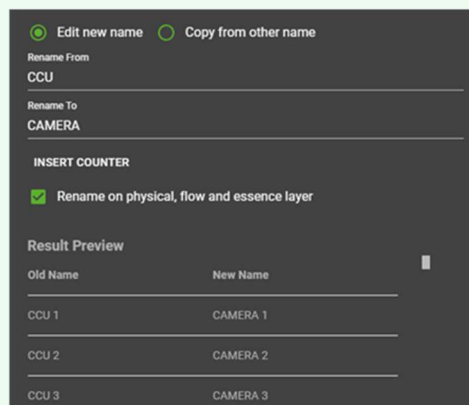 Edit new name Copy from other name
Rename From
CCU
Rename To
CAMERA
INSERT COUNTER
Rename on physical, flow and essence layer
Result Preview
Old Name New Name
CCU 1 CAMERA 1
CCU 2 CAMERA 2
CCU 3 CAMERA 3